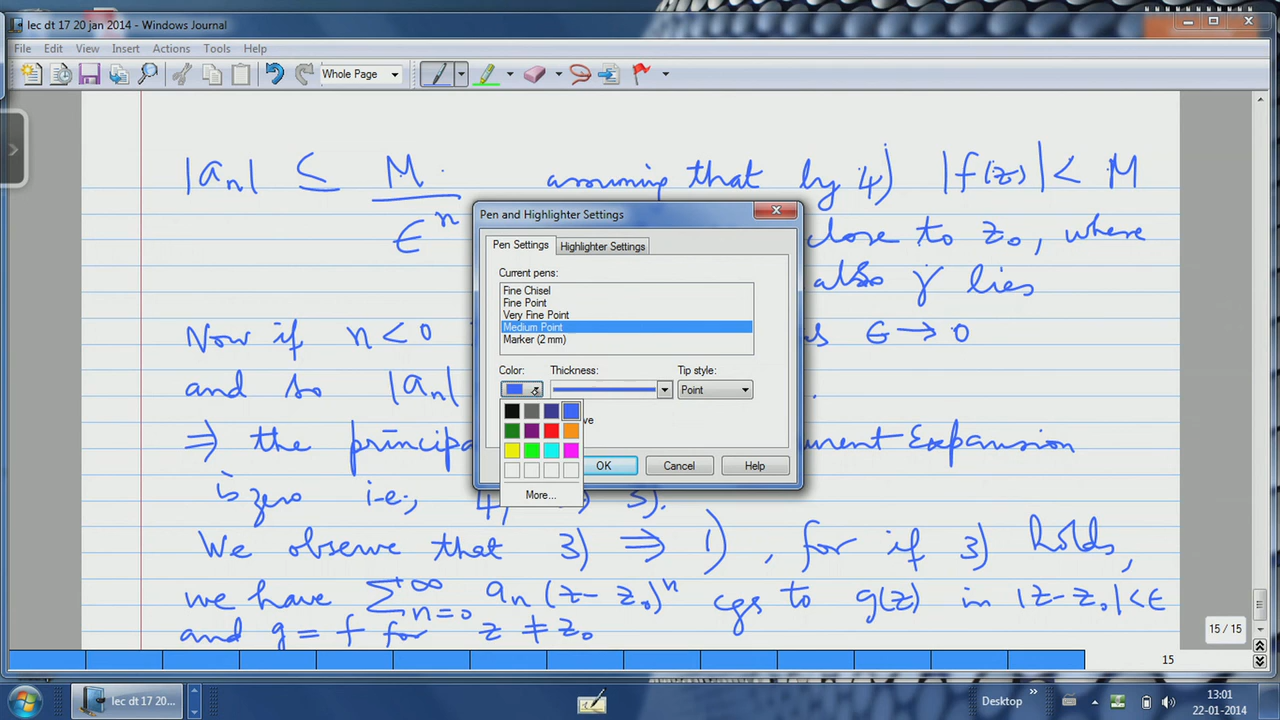 lec dt 17 20 jan 2014 - Windows Journal
File Edit View Insert Actions Tools Help
Whole Page
|aₙ| ≤ M / ϵⁿ assuming that by 4) |f(z)| < M
close to z₀, where
also γ lies
Now if n < 0 ϵ → 0
and so |aₙ|
⇒ the principa Expansion
is zero i.e.,
We observe that 3) ⇒ 1), for if 3) holds,
we have ∑_{n=0}^{+∞} aₙ (z - z₀)ⁿ cgs to g(z) in |z - z₀| < ϵ
and g = f for z ≠ z₀
Pen and Highlighter Settings
Pen Settings Highlighter Settings
Current pens:
Fine Chisel
Fine Point
Very Fine Point
Medium Point
Marker (2 mm)
Color: Thickness: Tip style:
Point
OK Cancel Help
More...
15 / 15
15
lec dt 17 20... Desktop 13:01
22-01-2014